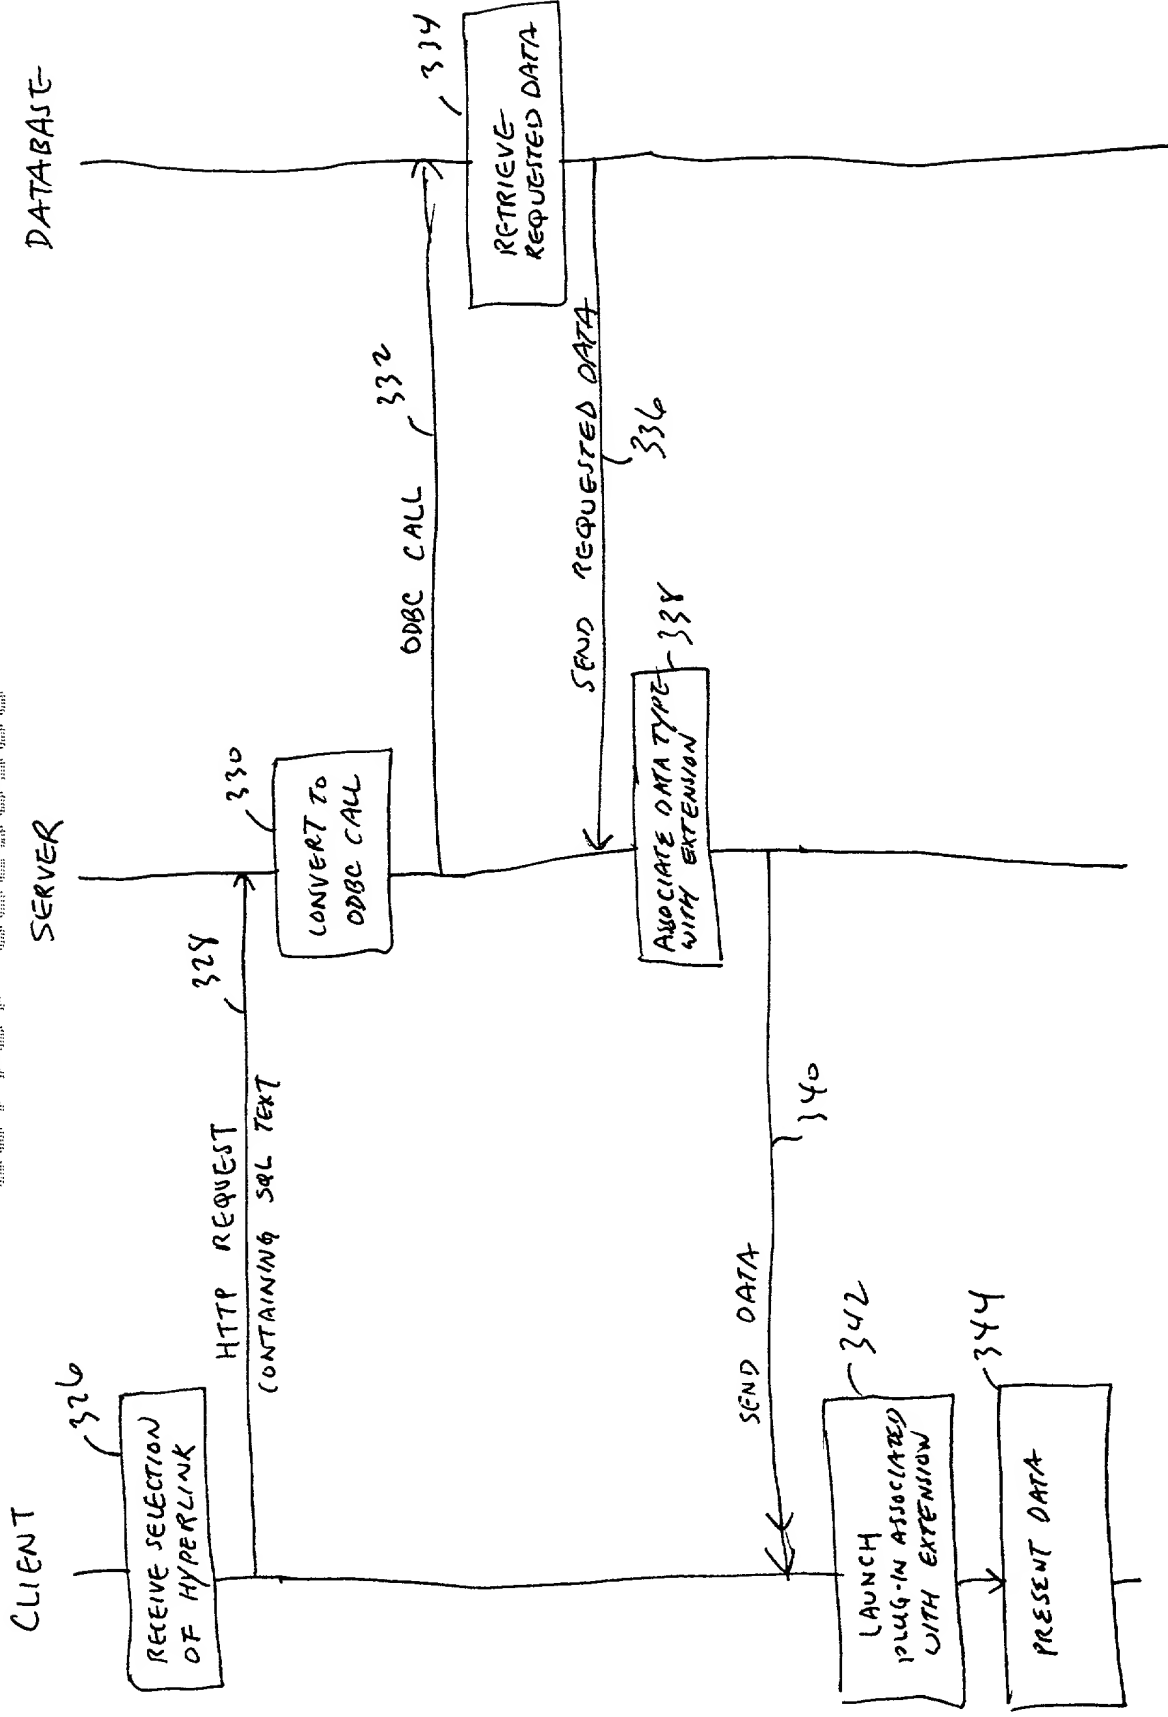 CLIENT
SERVER
DATABASE
326
RECEIVE SELECTION
OF HYPERLINK
HTTP REQUEST
328
CONTAINING SQL TEXT
330
CONVERT TO
ODBC CALL
332
ODBC CALL
334
RETRIEVE
REQUESTED DATA
SEND REQUESTED DATA
336
338
ASSOCIATE DATA TYPE
WITH EXTENSION
SEND DATA
340
342
LAUNCH
PLUG-IN ASSOCIATED
WITH EXTENSION
344
PRESENT DATA